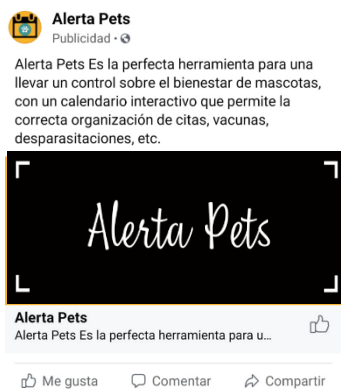 Alerta Pets
Publicidad ·
Alerta Pets Es la perfecta herramienta para una
llevar un control sobre el bienestar de mascotas,
con un calendario interactivo que permite la
correcta organización de citas, vacunas,
desparasitaciones, etc.
Alerta Pets
Alerta Pets
Alerta Pets Es la perfecta herramienta para u...
Me gusta Comentar Compartir